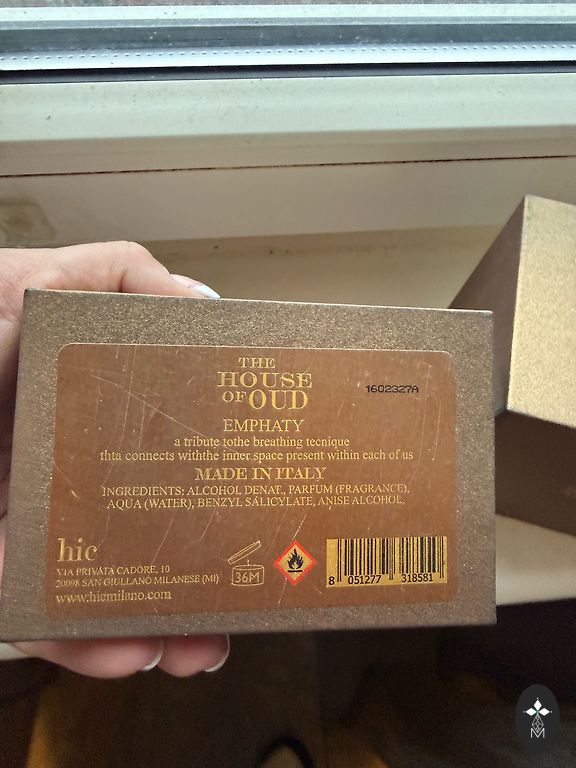 THE
HOUSE
OF OUD
1602327A
EMPHATY
a tribute tothe breathing tecnique
thta connects withthe inner space present within each of us
MADE IN ITALY
INGREDIENTS: ALCOHOL DENAT., PARFUM (FRAGRANCE),
AQUA (WATER), BENZYL SALICYLATE, ANISE ALCOHOL.
hic
VIA PRIVATA CADORE, 10
20098 SAN GIULLANO MILANESE (MI)
www.hicmilano.com
36M
8 051277 318581
M